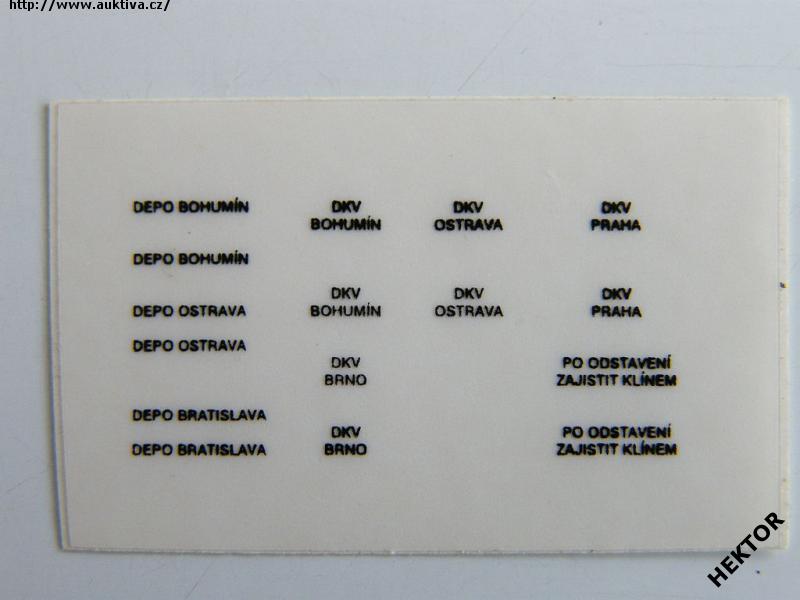 http://www.auktiva.cz/
DEPO BOHUMÍN
DKV
BOHUMÍN
DKV
OSTRAVA
DKV
PRAHA
DEPO BOHUMÍN
DEPO OSTRAVA
DKV
BOHUMÍN
DKV
OSTRAVA
DKV
PRAHA
DEPO OSTRAVA
DKV
BRNO
PO ODSTAVENÍ
ZAJISTIT KLÍNEM
DEPO BRATISLAVA
DEPO BRATISLAVA
DKV
BRNO
PO ODSTAVENÍ
ZAJISTIT KLÍNEM
HEKTOR